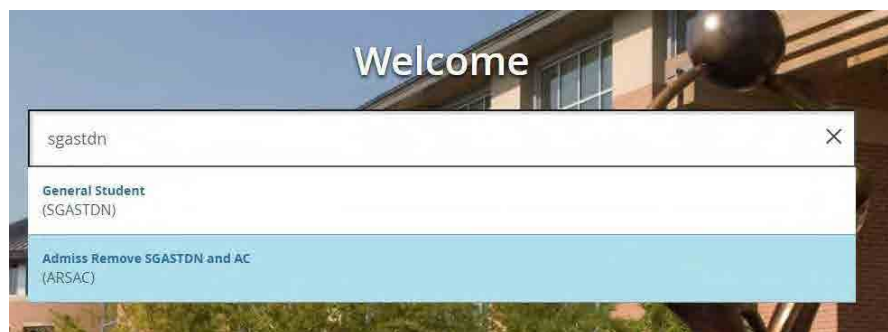 Welcome
sgastdn
General Student
(SGASTDN)
Admiss Remove SGASTDN and AC
(ARSAC)